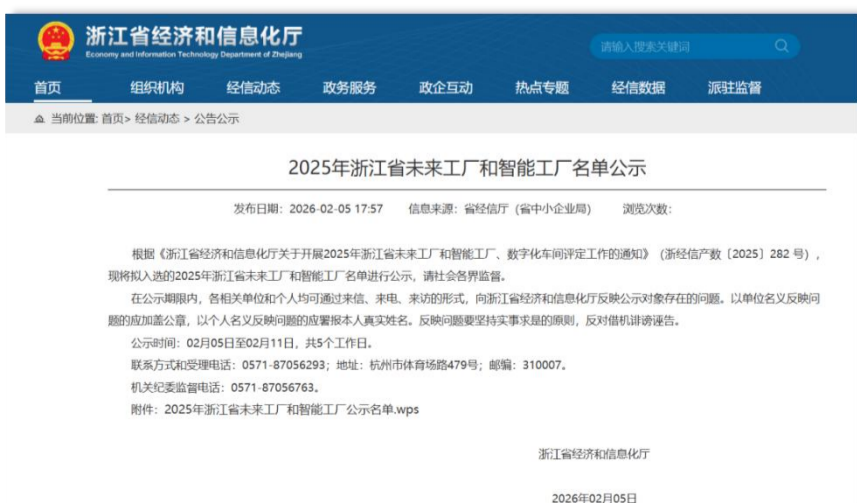 浙江省经济和信息化厅
Economy and Information Technology Department of Zhejiang
请输入搜索关键词
首页 组织机构 经信动态 政务服务 政企互动 热点专题 经信数据 派驻监督
当前位置: 首页> 经信动态 > 公告公示
2025年浙江省未来工厂和智能工厂名单公示
发布日期: 2026-02-05 17:57 信息来源: 省经信厅 (省中小企业局) 浏览次数:
根据《浙江省经济和信息化厅关于开展2025年浙江省未来工厂和智能工厂、数字化车间评定工作的通知》 (浙经信产数〔2025〕282 号) ,
现将拟入选的2025年浙江省未来工厂和智能工厂名单进行公示, 请社会各界监督。
在公示期限内, 各相关单位和个人均可通过来信、来电、来访的形式, 向浙江省经济和信息化厅反映公示对象存在的问题。以单位名义反映问
题的应加盖公章, 以个人名义反映问题的应署报本人真实姓名。反映问题要坚持实事求是的原则, 反对借机诽谤诬告。
公示时间: 02月05日至02月11日, 共5个工作日。
联系方式和受理电话: 0571-87056293; 地址: 杭州市体育场路479号; 邮编: 310007。
机关纪委监督电话: 0571-87056763。
附件: 2025年浙江省未来工厂和智能工厂公示名单.wps
浙江省经济和信息化厅
2026年02月05日